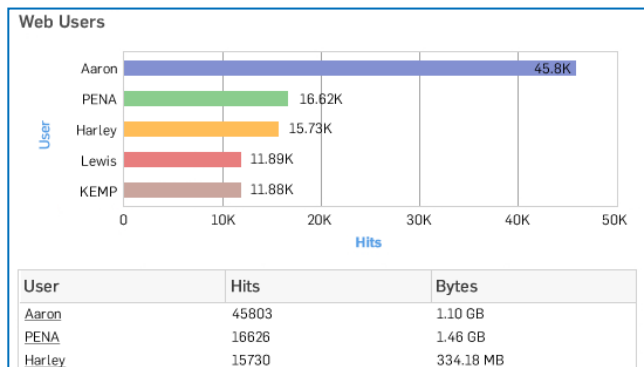 Web Users
Aaron 45.8K
PENA 16.62K
Harley 15.73K
User
Lewis 11.89K
KEMP 11.88K
0 10K 20K 30K 40K 50K
Hits
User Hits Bytes
Aaron 45803 1.10 GB
PENA 16626 1.46 GB
Harley 15730 334.18 MB